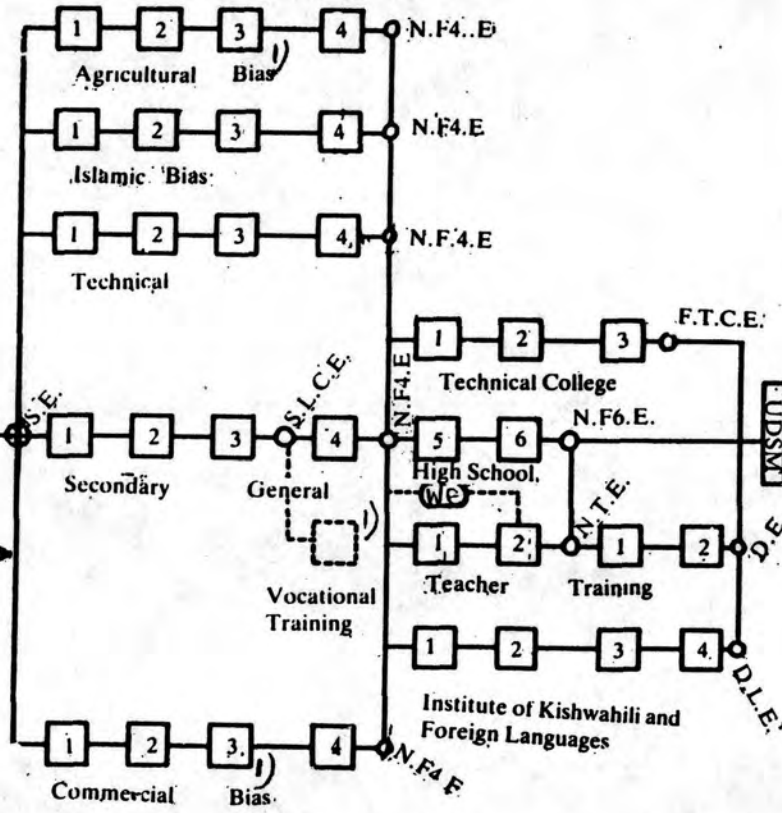 1 2 3 4 N.F4..E
Agricultural Bias
1 2 3 4 N.F4.E
Islamic Bias
1 2 3 4 N.F.4.E
Technical
1 2 3 F.T.C.E.
Technical College
S.E. 1 2 3 S.L.C.E. 4 N.F4.E 5 6 N.F6.E. UDSM
Secondary General High School
1 2 N.T.E. 1 2 D.E
Teacher Training
Vocational
Training
1 2 3 4 D.L.E.
Institute of Kishwahili and
Foreign Languages
1 2 3 4 N.F4
Commercial Bias